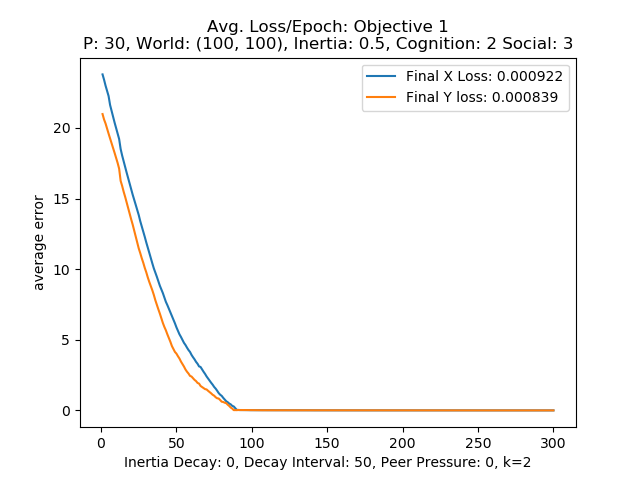 Avg. Loss/Epoch: Objective 1
P: 30, World: (100, 100), Inertia: 0.5, Cognition: 2 Social: 3
Final X Loss: 0.000922
Final Y loss: 0.000839
average error
20
15
10
5
0
0 50 100 150 200 250 300
Inertia Decay: 0, Decay Interval: 50, Peer Pressure: 0, k=2